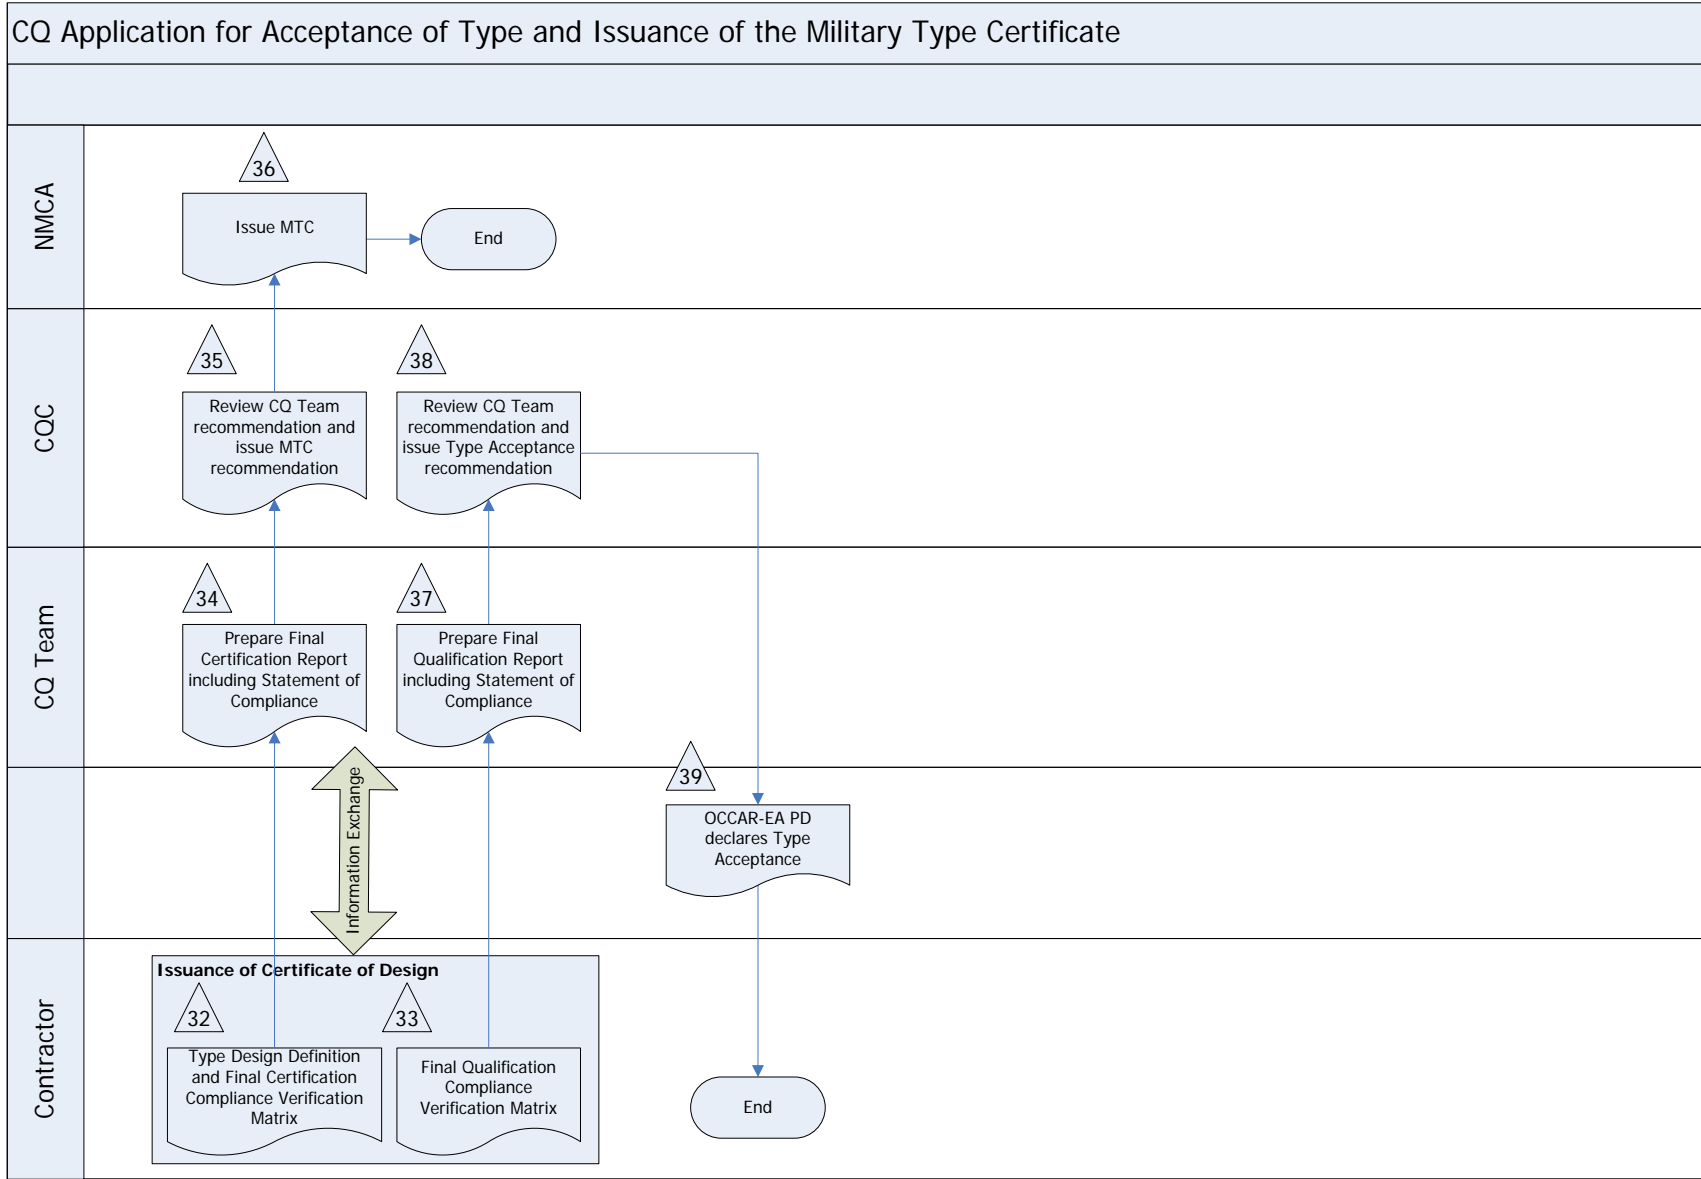 CQ Application for Acceptance of Type and Issuance of the Military Type Certificate
NMCA
36
Issue MTC
End
CQC
35
Review CQ Team
recommendation and
issue MTC
recommendation
38
Review CQ Team
recommendation and
issue Type Acceptance
recommendation
CQ Team
34
Prepare Final
Certification Report
including Statement of
Compliance
37
Prepare Final
Qualification Report
including Statement of
Compliance
Information Exchange
39
OCCAR-EA PD
declares Type
Acceptance
Contractor
Issuance of Certificate of Design
32
Type Design Definition
and Final Certification
Compliance Verification
Matrix
33
Final Qualification
Compliance
Verification Matrix
End